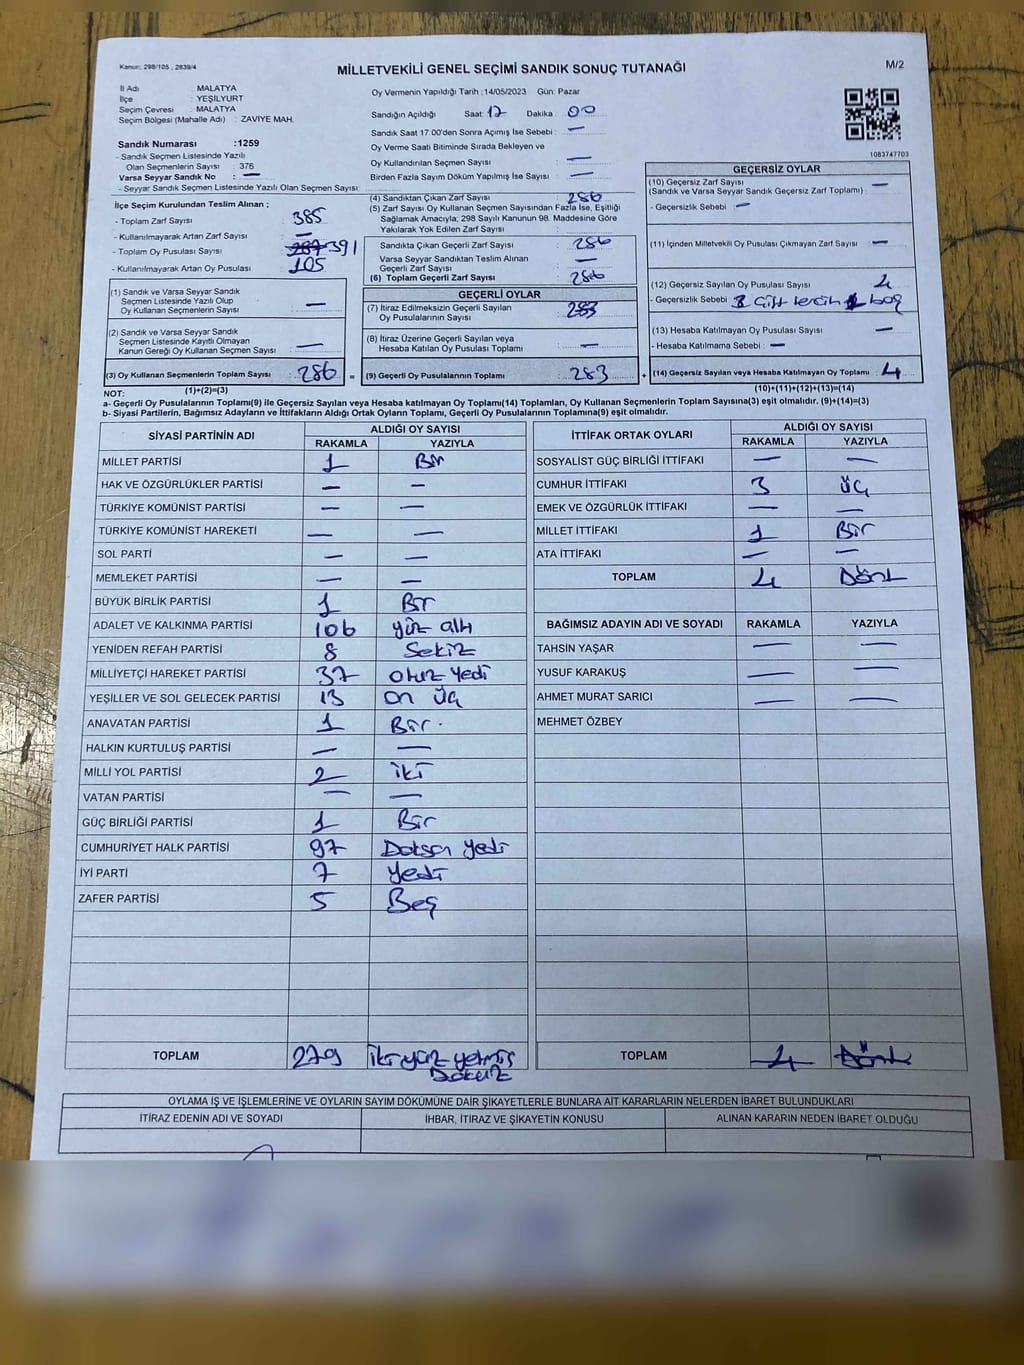 Kanun; 298/105 , 2839/4
MİLLETVEKİLİ GENEL SEÇİMİ SANDIK SONUÇ TUTANAĞI
M/2
İl Adı : MALATYA
İlçe : YEŞİLYURT
Seçim Çevresi : MALATYA
Seçim Bölgesi (Mahalle Adı) : ZAVİYE MAH.
Sandık Numarası :1259
- Sandık Seçmen Listesinde Yazılı
Olan Seçmenlerin Sayısı : 376
Varsa Seyyar Sandık No : —
- Seyyar Sandık Seçmen Listesinde Yazılı Olan Seçmen Sayısı:
Oy Vermenin Yapıldığı Tarih :14/05/2023 Gün: Pazar
Sandığın Açıldığı Saat: 17 Dakika : 00
Sandık Saat 17.00'den Sonra Açımış İse Sebebi : —
Oy Verme Saati Bitiminde Sırada Bekleyen ve
Oy Kullandırılan Seçmen Sayısı : —
Birden Fazla Sayım Döküm Yapılmış İse Sayısı : —
1083747703
İlçe Seçim Kurulundan Teslim Alınan ;
- Toplam Zarf Sayısı : 385
- Kullanılmayarak Artan Zarf Sayısı : —
- Toplam Oy Pusulası Sayısı : 287 391
- Kullanılmayarak Artan Oy Pusulası : 105
(1) Sandık ve Varsa Seyyar Sandık
Seçmen Listesinde Yazılı Olup
Oy Kullanan Seçmenlerin Sayısı : —
(2) Sandık ve Varsa Seyyar Sandık
Seçmen Listesinde Kayıtlı Olmayan
Kanun Gereği Oy Kullanan Seçmen Sayısı : —
(3) Oy Kullanan Seçmenlerin Toplam Sayısı : 286 =
(1)+(2)=(3)
(4) Sandıktan Çıkan Zarf Sayısı : 286
(5) Zarf Sayısı Oy Kullanan Seçmen Sayısından Fazla İse, Eşitliği
Sağlamak Amacıyla; 298 Sayılı Kanunun 98. Maddesine Göre
Yakılarak Yok Edilen Zarf Sayısı :
Sandıkta Çıkan Geçerli Zarf Sayısı : 286
Varsa Seyyar Sandıktan Teslim Alınan
Geçerli Zarf Sayısı : —
(6) Toplam Geçerli Zarf Sayısı : 286
GEÇERLİ OYLAR
(7) İtiraz Edilmeksizin Geçerli Sayılan
Oy Pusulalarının Sayısı : 283
(8) İtiraz Üzerine Geçerli Sayılan veya
Hesaba Katılan Oy Pusulası Toplamı : —
(9) Geçerli Oy Pusulalarının Toplamı : 283 +
GEÇERSİZ OYLAR
(10) Geçersiz Zarf Sayısı : —
(Sandık ve Varsa Seyyar Sandık Geçersiz Zarf Toplamı)
- Geçersizlik Sebebi : —
(11) İçinden Milletvekili Oy Pusulası Çıkmayan Zarf Sayısı : —
(12) Geçersiz Sayılan Oy Pusulası Sayısı : 4
- Geçersizlik Sebebi : 3 Çift tercih 1 boş
(13) Hesaba Katılmayan Oy Pusulası Sayısı : —
- Hesaba Katılmama Sebebi : —
(14) Geçersiz Sayılan veya Hesaba Katılmayan Oy Toplamı : 4
(10)+(11)+(12)+(13)=(14)
NOT:
a- Geçerli Oy Pusulalarının Toplamı(9) ile Geçersiz Sayılan veya Hesaba katılmayan Oy Toplamı(14) Toplamları, Oy Kullanan Seçmenlerin Toplam Sayısına(3) eşit olmalıdır. (9)+(14)=(3)
b- Siyasi Partilerin, Bağımsız Adayların ve İttifakların Aldığı Ortak Oyların Toplamı, Geçerli Oy Pusulalarının Toplamına(9) eşit olmalıdır.
SİYASİ PARTİNİN ADI
ALDIĞI OY SAYISI
RAKAMLA YAZIYLA
MİLLET PARTİSİ 1 Bir
HAK VE ÖZGÜRLÜKLER PARTİSİ — —
TÜRKİYE KOMÜNİST PARTİSİ — —
TÜRKİYE KOMÜNİST HAREKETİ — —
SOL PARTİ — —
MEMLEKET PARTİSİ — —
BÜYÜK BİRLİK PARTİSİ 1 Bir
ADALET VE KALKINMA PARTİSİ 106 yüz altı
YENİDEN REFAH PARTİSİ 8 Sekiz
MİLLİYETÇİ HAREKET PARTİSİ 37 otuz yedi
YEŞİLLER VE SOL GELECEK PARTİSİ 13 on üç
ANAVATAN PARTİSİ 1 Bir.
HALKIN KURTULUŞ PARTİSİ — —
MİLLİ YOL PARTİSİ 2 iki
VATAN PARTİSİ — —
GÜÇ BİRLİĞİ PARTİSİ 1 Bir
CUMHURİYET HALK PARTİSİ 97 Doksan yedi
İYİ PARTİ 7 yedi
ZAFER PARTİSİ 5 Beş
TOPLAM 279 iki yüz yetmiş
Dokuz
İTTİFAK ORTAK OYLARI
ALDIĞI OY SAYISI
RAKAMLA YAZIYLA
SOSYALİST GÜÇ BİRLİĞİ İTTİFAKI — —
CUMHUR İTTİFAKI 3 üç
EMEK VE ÖZGÜRLÜK İTTİFAKI — —
MİLLET İTTİFAKI 1 Bir
ATA İTTİFAKI — —
TOPLAM 4 Dört
BAĞIMSIZ ADAYIN ADI VE SOYADI RAKAMLA YAZIYLA
TAHSİN YAŞAR — —
YUSUF KARAKUŞ — —
AHMET MURAT SARICI — —
MEHMET ÖZBEY
TOPLAM 4 Dört
OYLAMA İŞ VE İŞLEMLERİNE VE OYLARIN SAYIM DÖKÜMÜNE DAİR ŞİKAYETLERLE BUNLARA AİT KARARLARIN NELERDEN İBARET BULUNDUKLARI
İTİRAZ EDENİN ADI VE SOYADI İHBAR, İTİRAZ VE ŞİKAYETİN KONUSU ALINAN KARARIN NEDEN İBARET OLDUĞU